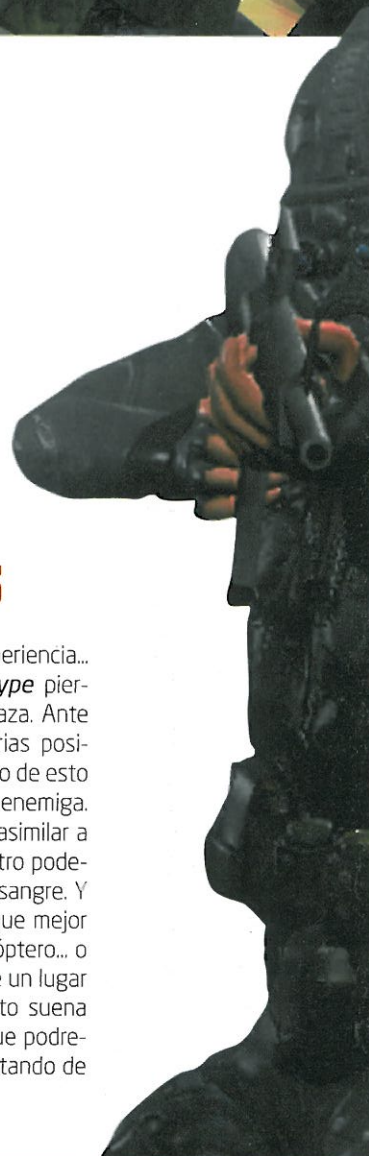 S
eriencia...
ype pier-
aza. Ante
rias posi-
o de esto
enemiga.
asimilar a
tro pode-
sangre. Y
ue mejor
óptero... o
e un lugar
to suena
ue podre-
tando de